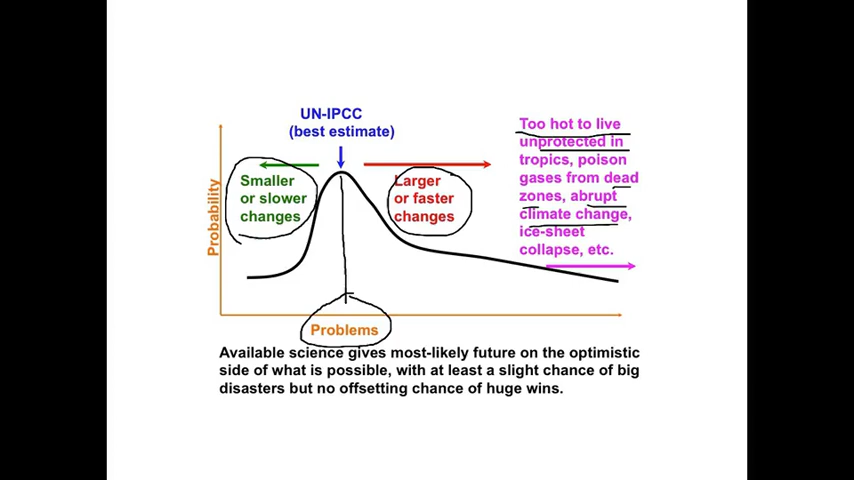 UN-IPCC
(best estimate)
Too hot to live
unprotected in
tropics, poison
gases from dead
zones, abrupt
climate change,
ice-sheet
collapse, etc.
Smaller
or slower
changes
Larger
or faster
changes
Probability
Problems
Available science gives most-likely future on the optimistic
side of what is possible, with at least a slight chance of big
disasters but no offsetting chance of huge wins.